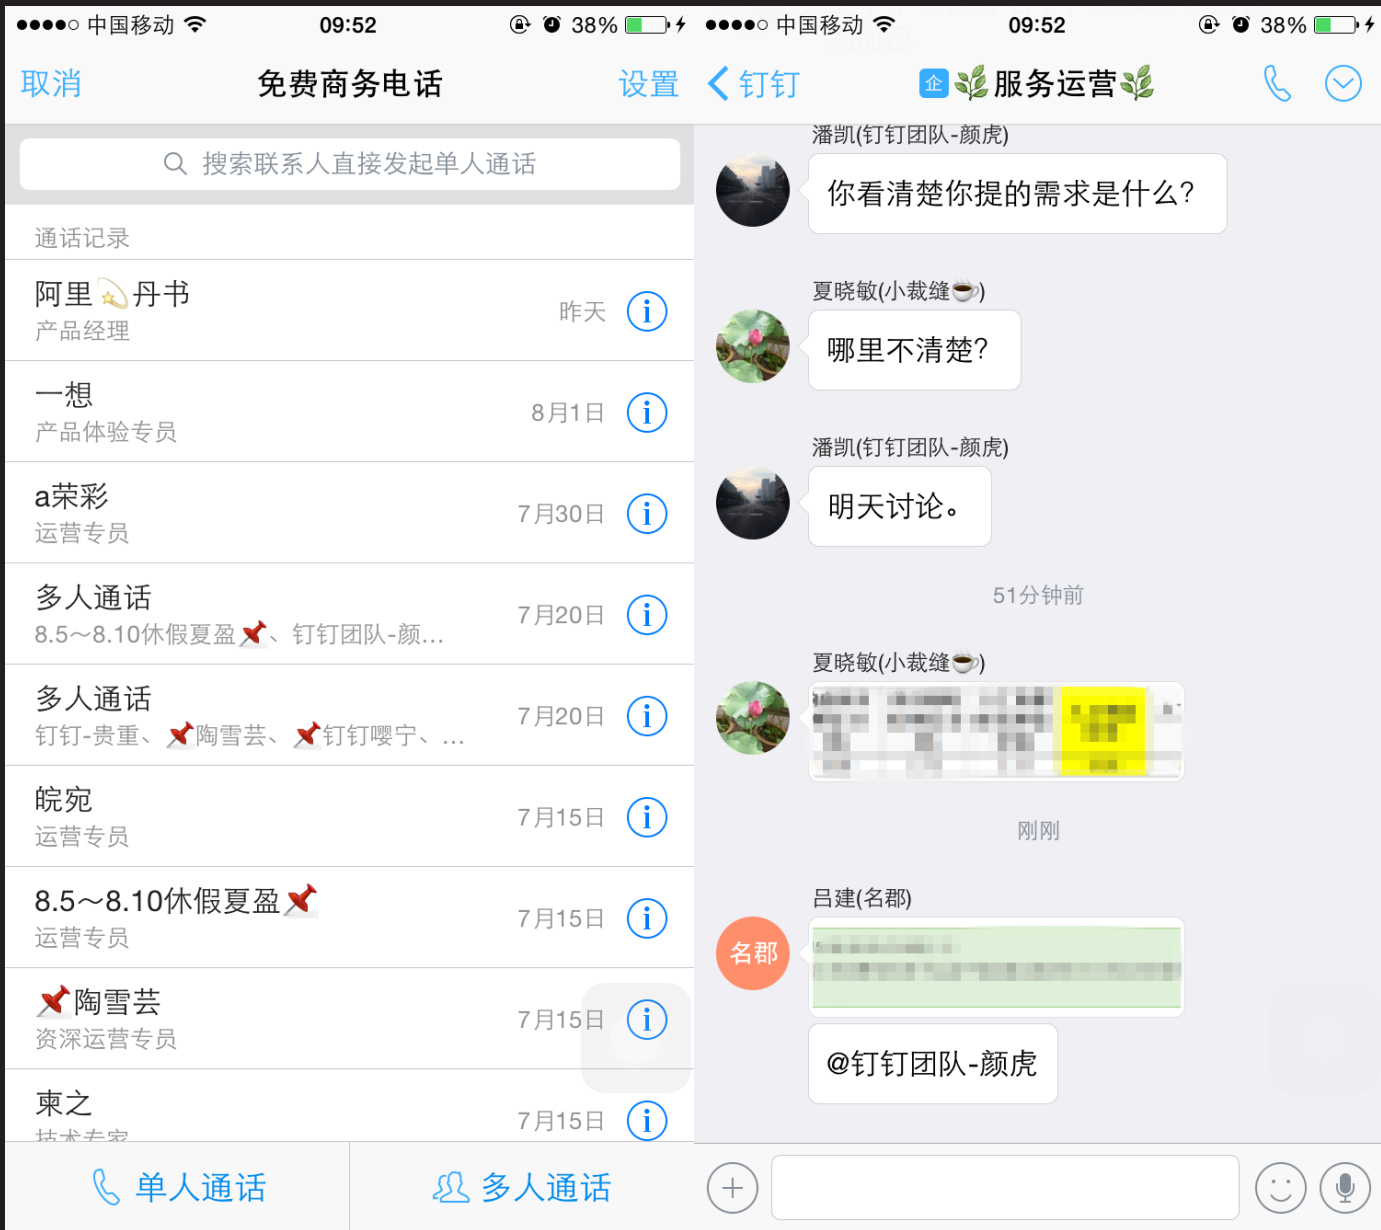 中国移动 09:52 38%
取消 免费商务电话 设置
搜索联系人直接发起单人通话
通话记录
阿里💫丹书
产品经理
昨天
一想
产品体验专员
8月1日
a荣彩
运营专员
7月30日
多人通话
8.5～8.10休假夏盈📌、钉钉团队-颜...
7月20日
多人通话
钉钉-贵重、📌陶雪芸、📌钉钉嘤宁、...
7月20日
皖宛
运营专员
7月15日
8.5～8.10休假夏盈📌
运营专员
7月15日
📌陶雪芸
资深运营专员
7月15日
柬之
技术专家
7月15日
单人通话 多人通话
中国移动 09:52 38%
钉钉 企🌿服务运营🌿
潘凯(钉钉团队-颜虎)
你看清楚你提的需求是什么?
夏晓敏(小裁缝☕)
哪里不清楚?
潘凯(钉钉团队-颜虎)
明天讨论。
51分钟前
夏晓敏(小裁缝☕)
刚刚
吕建(名郡)
名郡
@钉钉团队-颜虎